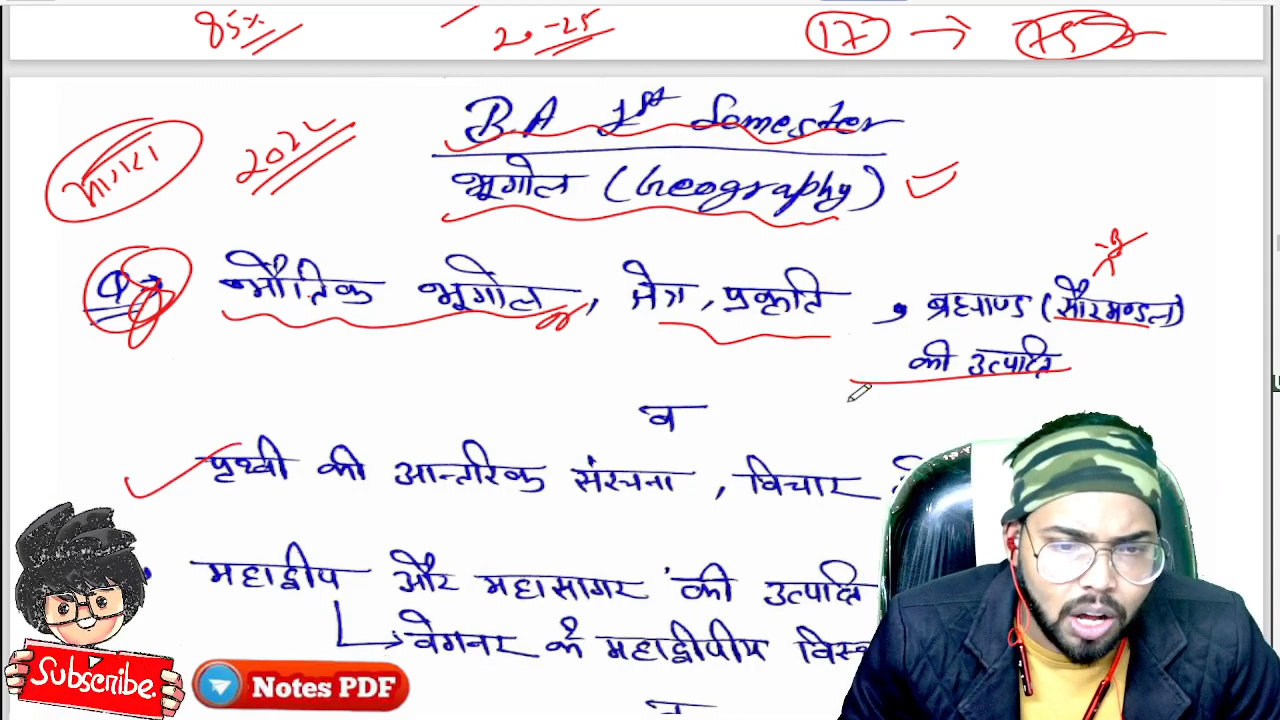 85% 20-25 17 → 75
B.A 1st Semester
2022
भूगोल (Geography)
Q→ भौतिक भूगोल, क्षेत्र, प्रकृति, ब्रह्माण्ड (सौरमण्डल)
की उत्पत्ति
व
पृथ्वी की आन्तरिक संरचना, विचार
महाद्वीप और महासागर की उत्पत्ति
वेगनर के महाद्वीपीय
Subscribe.
Notes PDF